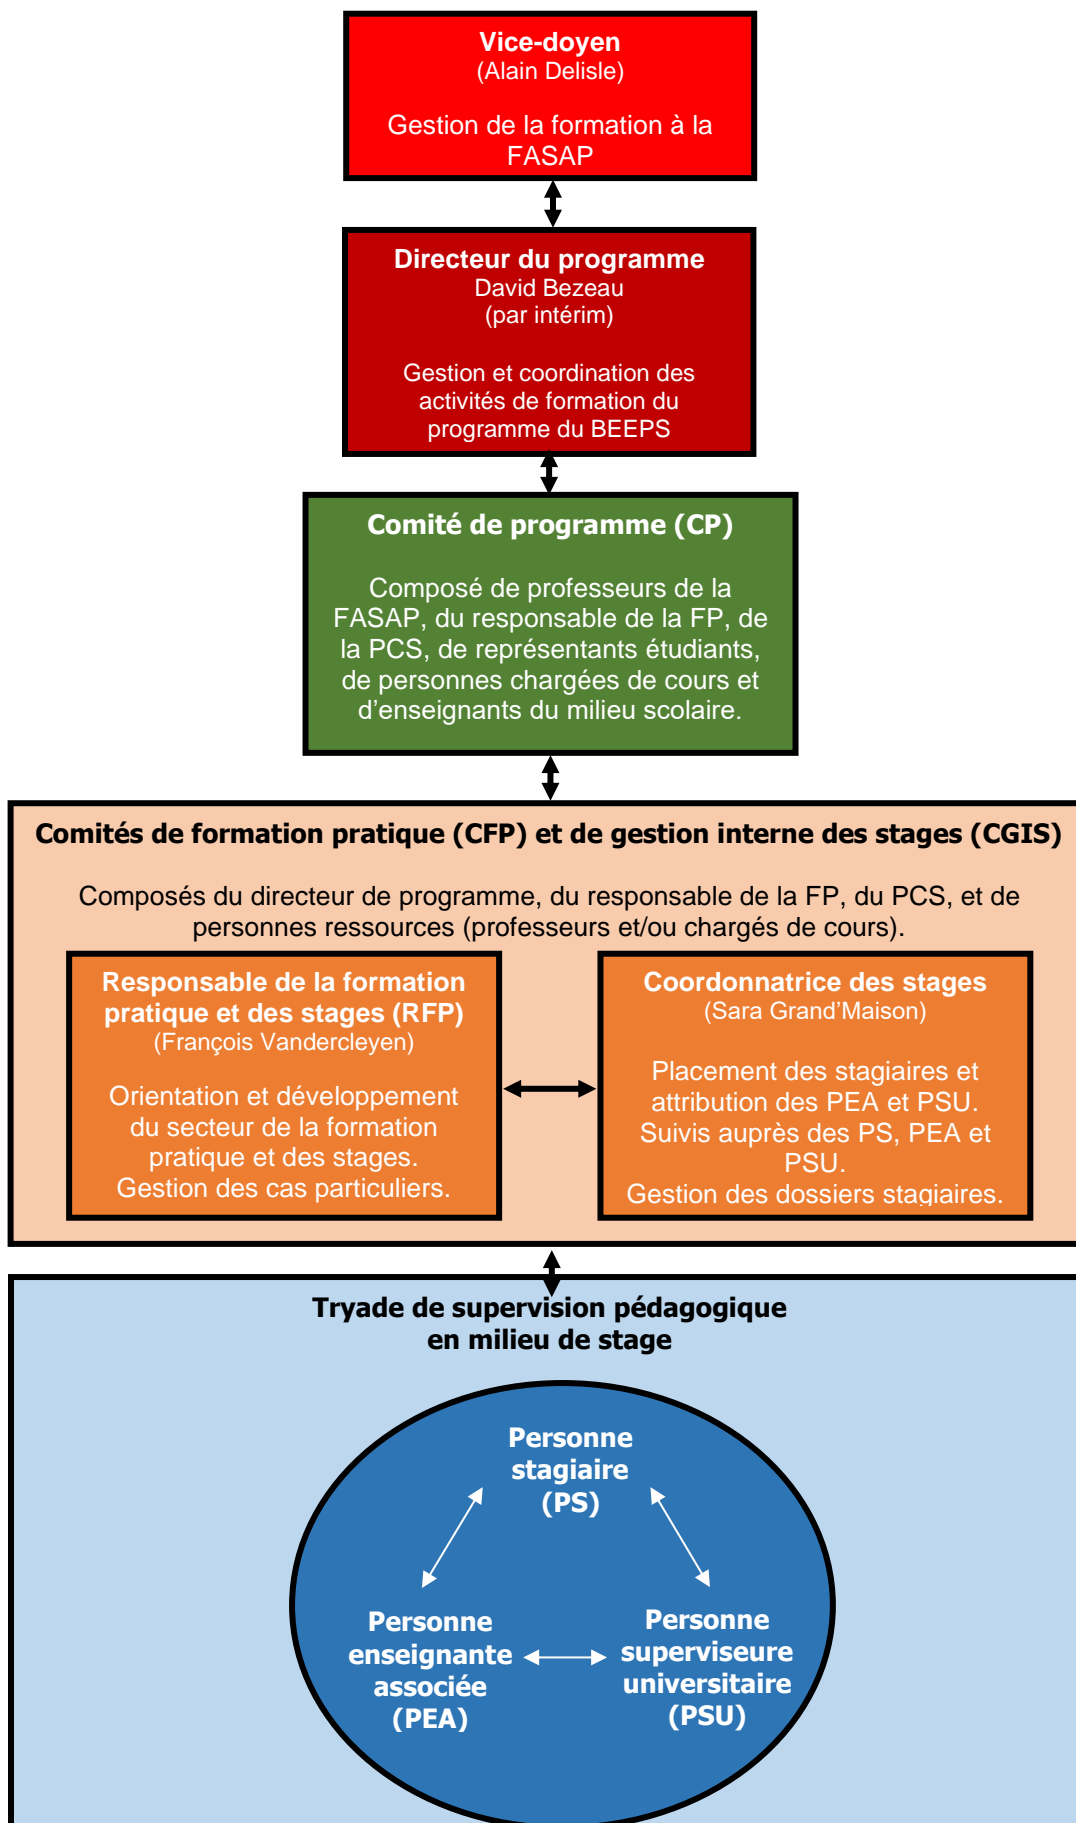 Vice-doyen
(Alain Delisle)
Gestion de la formation à la
FASAP
Directeur du programme
David Bezeau
(par intérim)
Gestion et coordination des
activités de formation du
programme du BEEPS
Comité de programme (CP)
Composé de professeurs de la
FASAP, du responsable de la FP, de
la PCS, de représentants étudiants,
de personnes chargées de cours et
d’enseignants du milieu scolaire.
Comités de formation pratique (CFP) et de gestion interne des stages (CGIS)
Composés du directeur de programme, du responsable de la FP, du PCS, et de
personnes ressources (professeurs et/ou chargés de cours).
Responsable de la formation
pratique et des stages (RFP)
(François Vandercleyen)
Orientation et développement
du secteur de la formation
pratique et des stages.
Gestion des cas particuliers.
Coordonnatrice des stages
(Sara Grand’Maison)
Placement des stagiaires et
attribution des PEA et PSU.
Suivis auprès des PS, PEA et
PSU.
Gestion des dossiers stagiaires.
Tryade de supervision pédagogique
en milieu de stage
Personne
stagiaire
(PS)
Personne
enseignante
associée
(PEA)
Personne
superviseure
universitaire
(PSU)